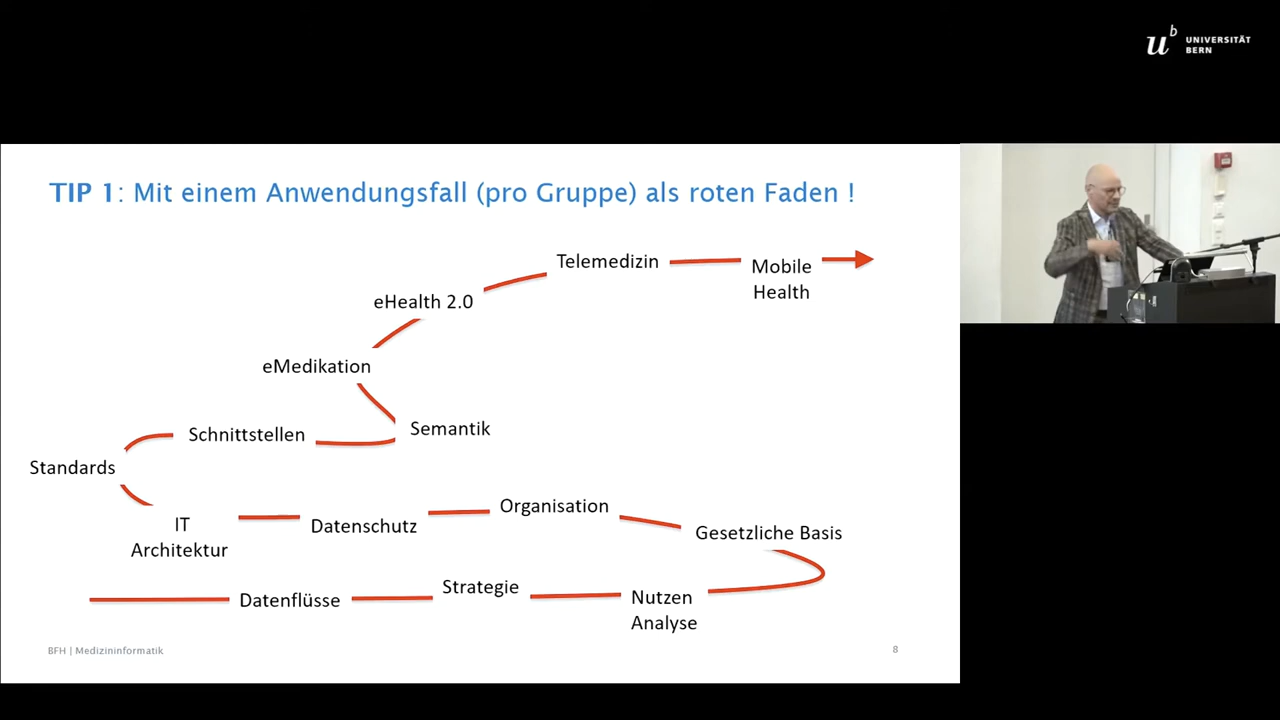 u^b UNIVERSITÄT
BERN
TIP 1: Mit einem Anwendungsfall (pro Gruppe) als roten Faden !
Telemedizin
Mobile
Health
eHealth 2.0
eMedikation
Schnittstellen
Semantik
Standards
IT
Architektur
Datenschutz
Organisation
Gesetzliche Basis
Datenflüsse
Strategie
Nutzen
Analyse
BFH | Medizininformatik
8